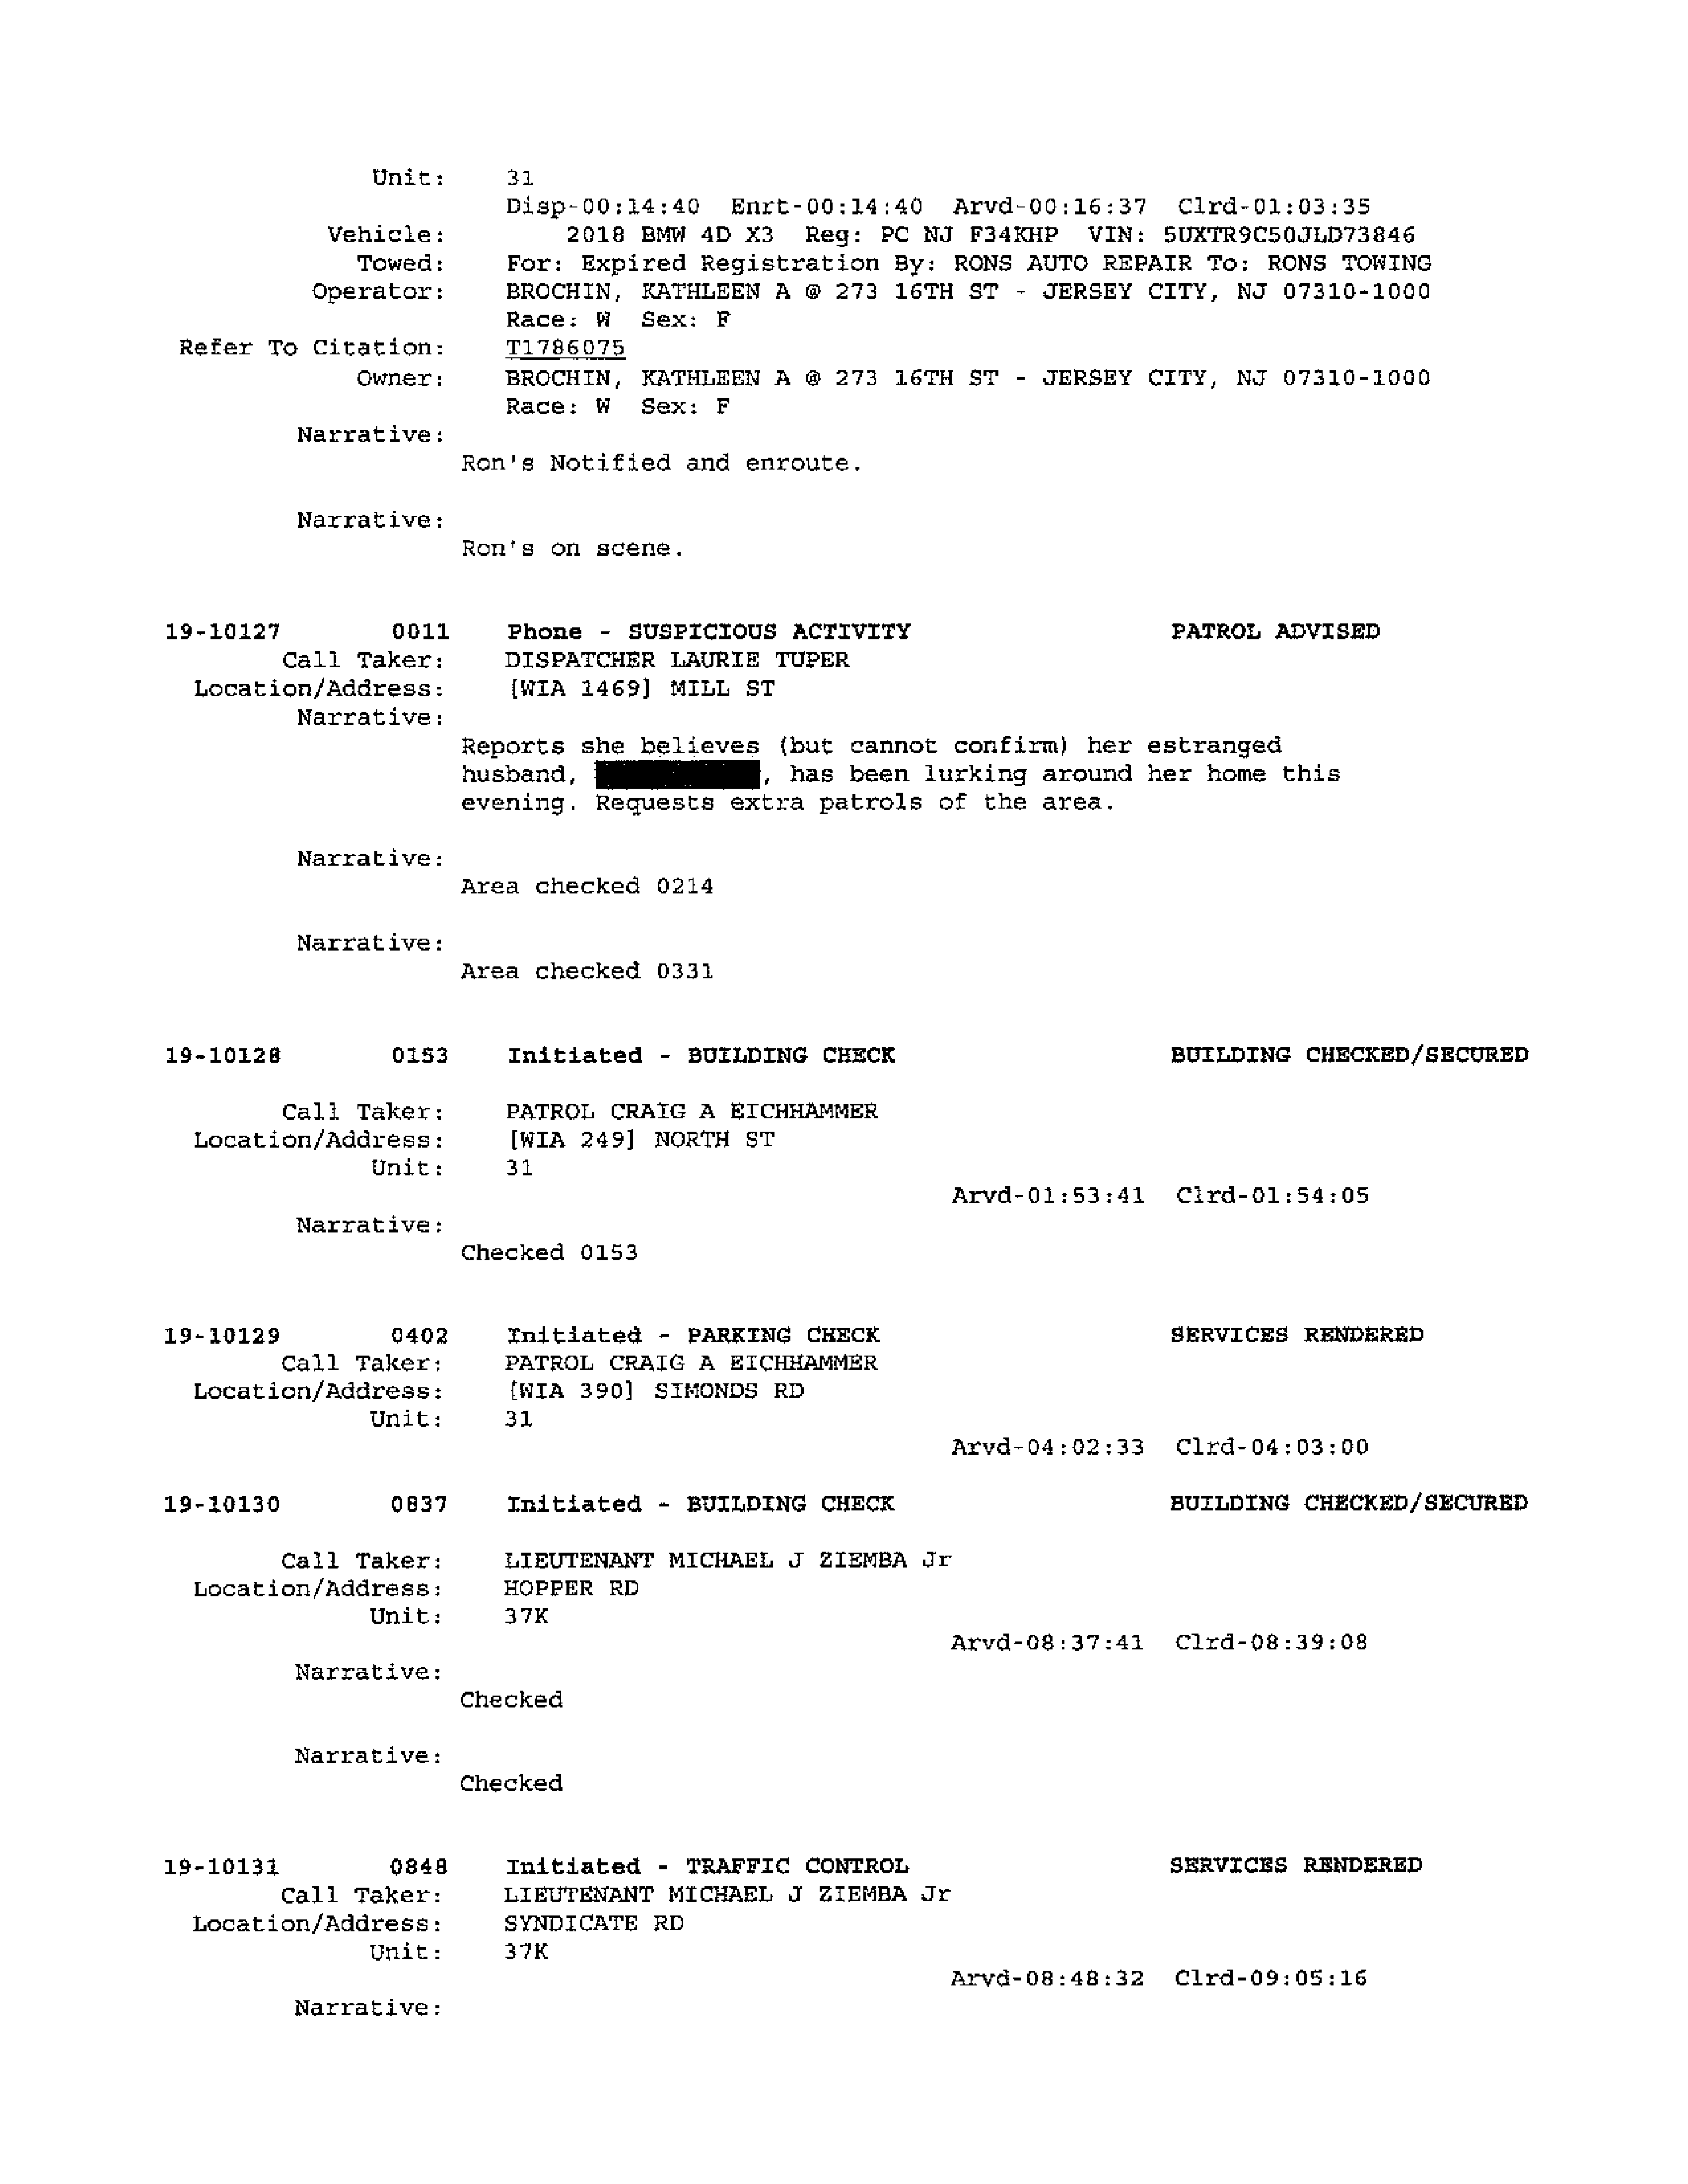 Unit: 31
Disp-00:14:40 Enrt-00:14:40 Arvd-00:16:37 Clrd-01:03:35
Vehicle: 2018 BMW 4D X3 Reg: PC NJ F34KHP VIN: 5UXTR9C50JLD73846
Towed: For: Expired Registration By: RONS AUTO REPAIR To: RONS TOWING
Operator: BROCHIN, KATHLEEN A @ 273 16TH ST - JERSEY CITY, NJ 07310-1000
Race: W Sex: F
Refer To Citation: T1786075
Owner: BROCHIN, KATHLEEN A @ 273 16TH ST - JERSEY CITY, NJ 07310-1000
Race: W Sex: F
Narrative:
Ron's Notified and enroute.
Narrative:
Ron's on scene.
19-10127 0011 Phone - SUSPICIOUS ACTIVITY PATROL ADVISED
Call Taker: DISPATCHER LAURIE TUPER
Location/Address: [WIA 1469] MILL ST
Narrative:
Reports she believes (but cannot confirm) her estranged
husband, , has been lurking around her home this
evening. Requests extra patrols of the area.
Narrative:
Area checked 0214
Narrative:
Area checked 0331
19-10128 0153 Initiated - BUILDING CHECK BUILDING CHECKED/SECURED
Call Taker: PATROL CRAIG A EICHHAMMER
Location/Address: [WIA 249] NORTH ST
Unit: 31
Arvd-01:53:41 Clrd-01:54:05
Narrative:
Checked 0153
19-10129 0402 Initiated - PARKING CHECK SERVICES RENDERED
Call Taker: PATROL CRAIG A EICHHAMMER
Location/Address: [WIA 390] SIMONDS RD
Unit: 31
Arvd-04:02:33 Clrd-04:03:00
19-10130 0837 Initiated - BUILDING CHECK BUILDING CHECKED/SECURED
Call Taker: LIEUTENANT MICHAEL J ZIEMBA Jr
Location/Address: HOPPER RD
Unit: 37K
Arvd-08:37:41 Clrd-08:39:08
Narrative:
Checked
Narrative:
Checked
19-10131 0848 Initiated - TRAFFIC CONTROL SERVICES RENDERED
Call Taker: LIEUTENANT MICHAEL J ZIEMBA Jr
Location/Address: SYNDICATE RD
Unit: 37K
Arvd-08:48:32 Clrd-09:05:16
Narrative: